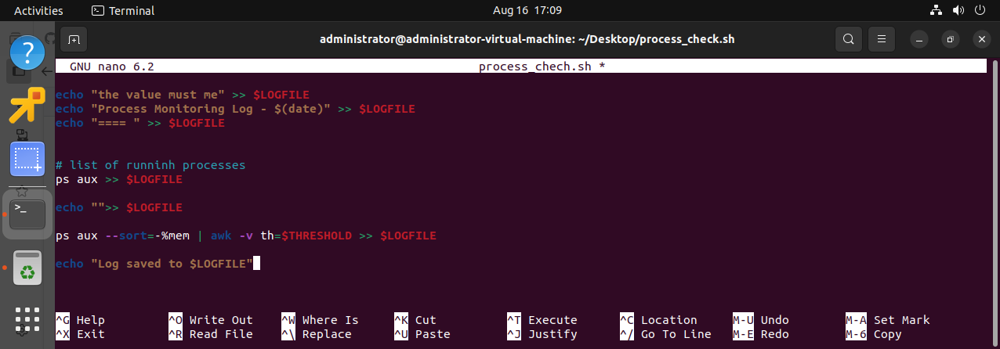 Activities Terminal Aug 16 17:09
administrator@administrator-virtual-machine: ~/Desktop/process_check.sh
GNU nano 6.2 process_chech.sh *
echo "the value must me" >> $LOGFILE
echo "Process Monitoring Log - $(date)" >> $LOGFILE
echo "==== " >> $LOGFILE
# list of runninh processes
ps aux >> $LOGFILE
echo "">> $LOGFILE
ps aux --sort=-%mem | awk -v th=$THRESHOLD >> $LOGFILE
echo "Log saved to $LOGFILE"
^G Help ^O Write Out ^W Where Is ^K Cut ^T Execute ^C Location M-U Undo M-A Set Mark
^X Exit ^R Read File ^\ Replace ^U Paste ^J Justify ^/ Go To Line M-E Redo M-6 Copy